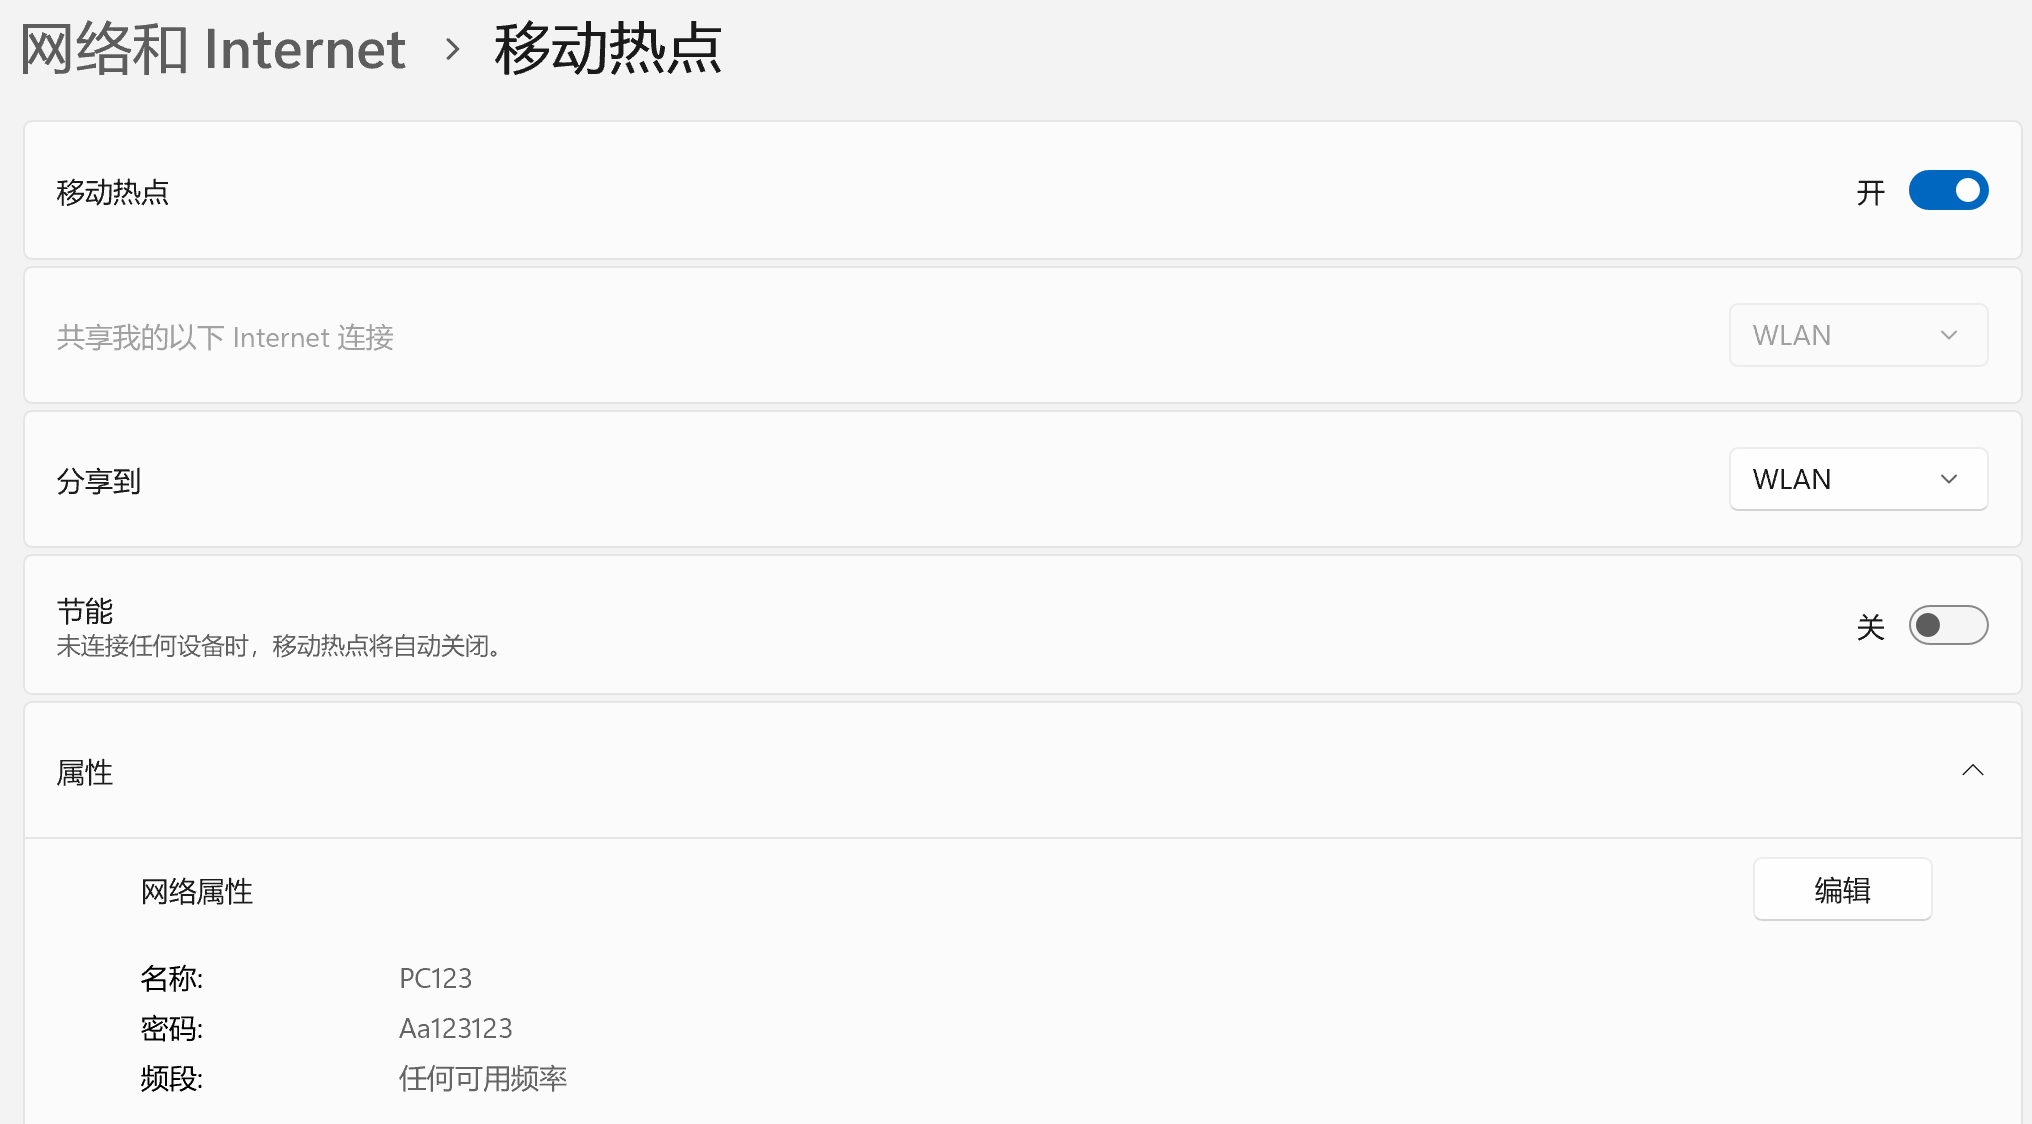 网络和 Internet › 移动热点
移动热点 开
共享我的以下 Internet 连接 WLAN
分享到 WLAN
节能
未连接任何设备时，移动热点将自动关闭。 关
属性
网络属性 编辑
名称: PC123
密码: Aa123123
频段: 任何可用频率